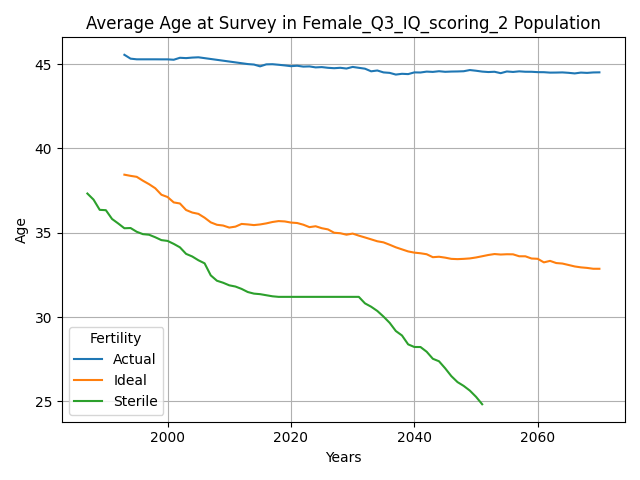 Average Age at Survey in Female_Q3_IQ_scoring_2 Population
Age
45
40
35
30
25
Fertility
Actual
Ideal
Sterile
2000 2020 2040 2060
Years